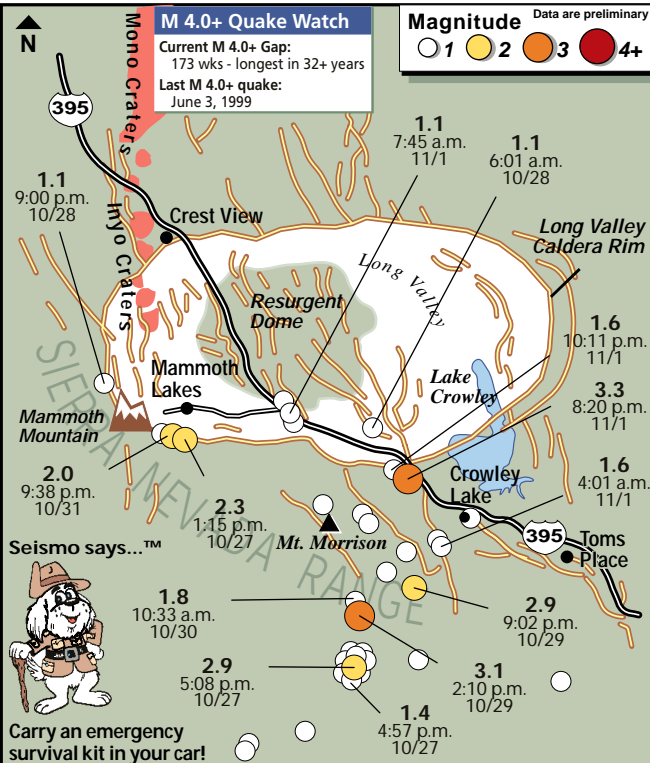 N
Mono Craters
M 4.0+ Quake Watch
Current M 4.0+ Gap:
173 wks - longest in 32+ years
Last M 4.0+ quake:
June 3, 1999
Data are preliminary
Magnitude
1 2 3 4+
395
1.1
7:45 a.m.
11/1
1.1
6:01 a.m.
10/28
1.1
9:00 p.m.
10/28
Inyo Craters
Crest View
Long Valley
Caldera Rim
Long Valley
Resurgent
Dome
1.6
10:11 p.m.
11/1
Mammoth
Lakes
Lake
Crowley
3.3
8:20 p.m.
11/1
Mammoth
Mountain
SIERRA NEVADA RANGE
2.0
9:38 p.m.
10/31
2.3
1:15 p.m.
10/27
Crowley
Lake
1.6
4:01 a.m.
11/1
Mt. Morrison
395
Toms
Place
Seismo says...™
1.8
10:33 a.m.
10/30
2.9
9:02 p.m.
10/29
2.9
5:08 p.m.
10/27
3.1
2:10 p.m.
10/29
1.4
4:57 p.m.
10/27
Carry an emergency
survival kit in your car!